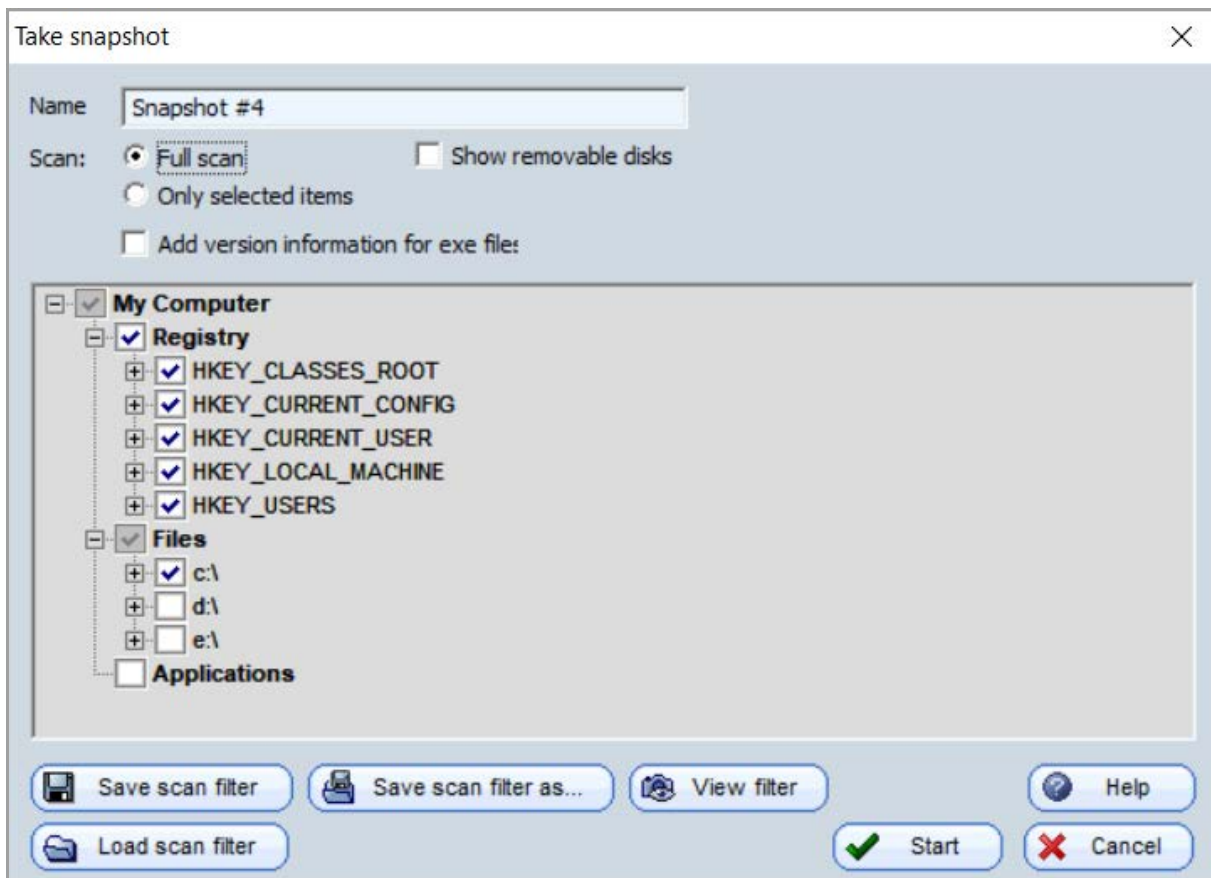 Take snapshot
Name Snapshot #4
Scan: Full scan Show removable disks
Only selected items
Add version information for exe files
My Computer
Registry
HKEY_CLASSES_ROOT
HKEY_CURRENT_CONFIG
HKEY_CURRENT_USER
HKEY_LOCAL_MACHINE
HKEY_USERS
Files
c:\
d:\
e:\
Applications
Save scan filter Save scan filter as... View filter Help
Load scan filter Start Cancel